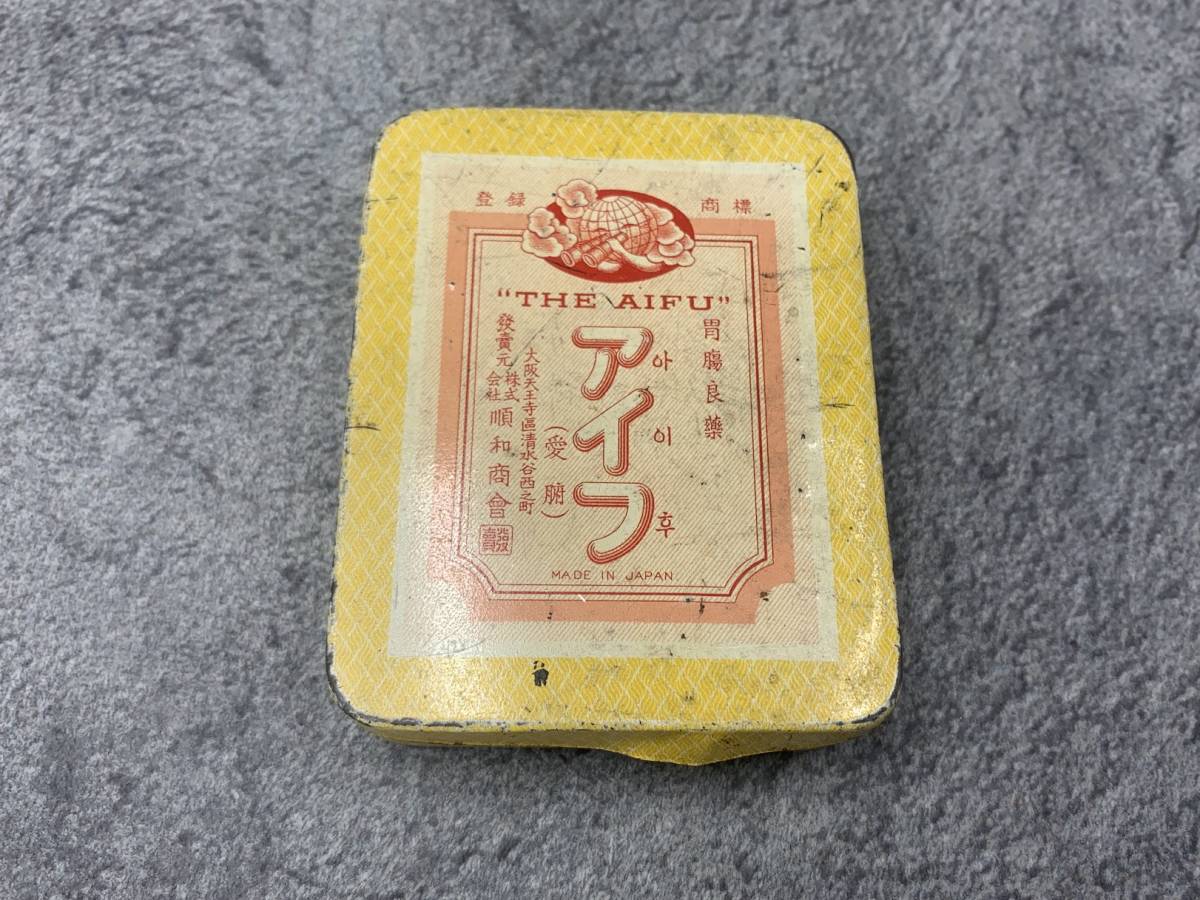 登録 商標
"THE AIFU"
胃腸良藥
アイフ
아이후
(愛腑)
大阪天王寺區清水谷西之町
發賣元 株式会社 順和商會
MADE IN JAPAN